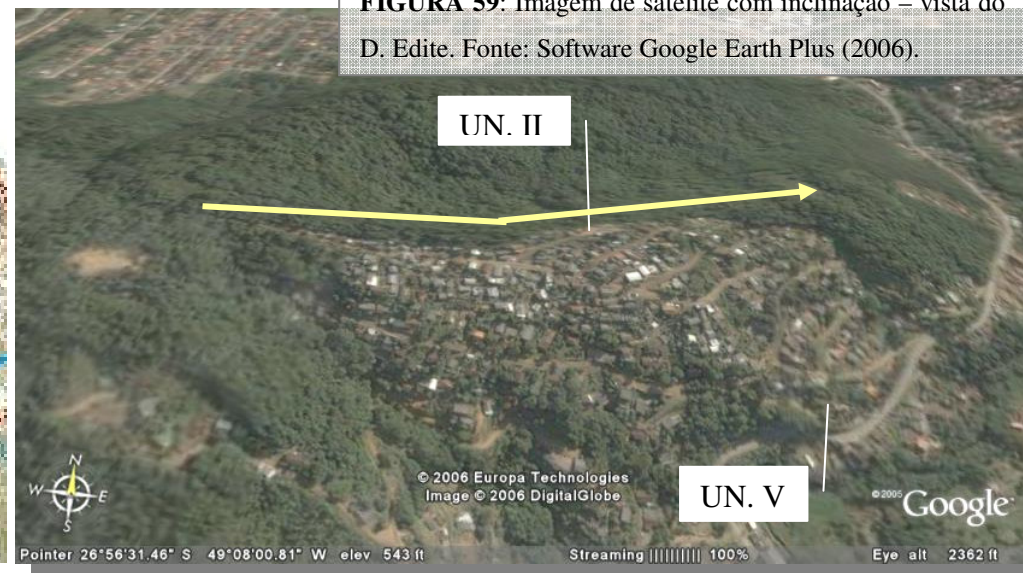 FIGURA 59: Imagem de satélite com inclinação – vista do
D. Edite. Fonte: Software Google Earth Plus (2006).
UN. II
N
W E
S
© 2006 Europa Technologies
Image © 2006 DigitalGlobe
UN. V
©2005 Google
Pointer 26°56'31.46" S 49°08'00.81" W elev 543 ft Streaming |||||||||| 100% Eye alt 2362 ft